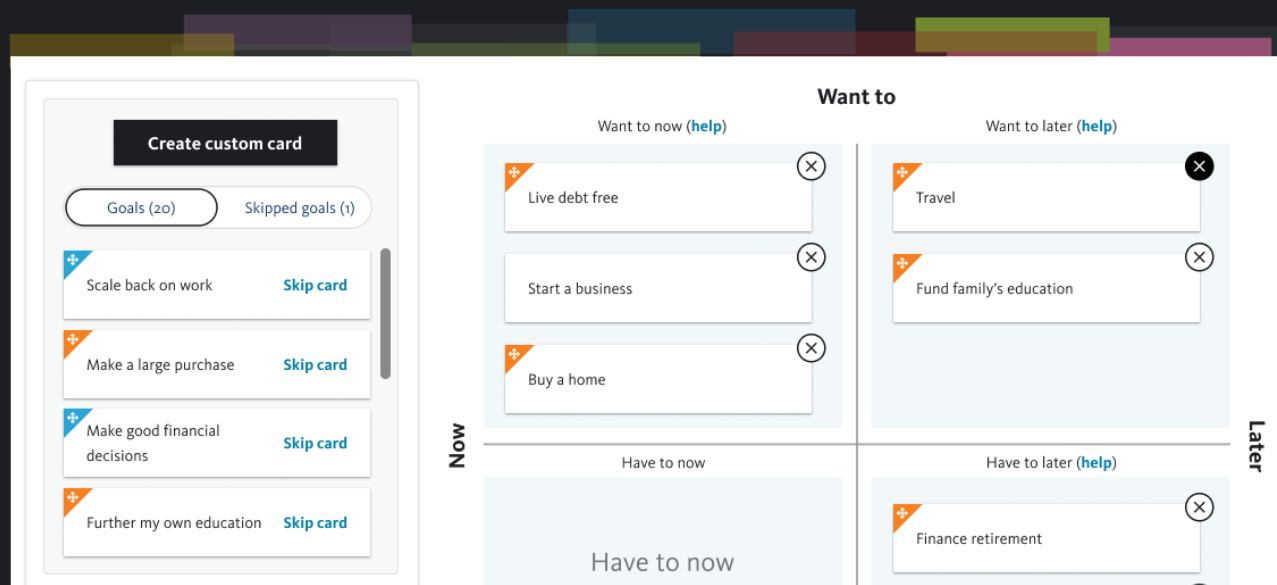 Create custom card
Goals (20)
Skipped goals (1)
Scale back on work
Skip card
Make a large purchase
Skip card
Make good financial
decisions
Skip card
Further my own education
Skip card
Want to
Want to now (help)
Want to later (help)
Live debt free
Travel
Start a business
Fund family's education
Buy a home
Now
Later
Have to now
Have to later (help)
Have to now
Finance retirement